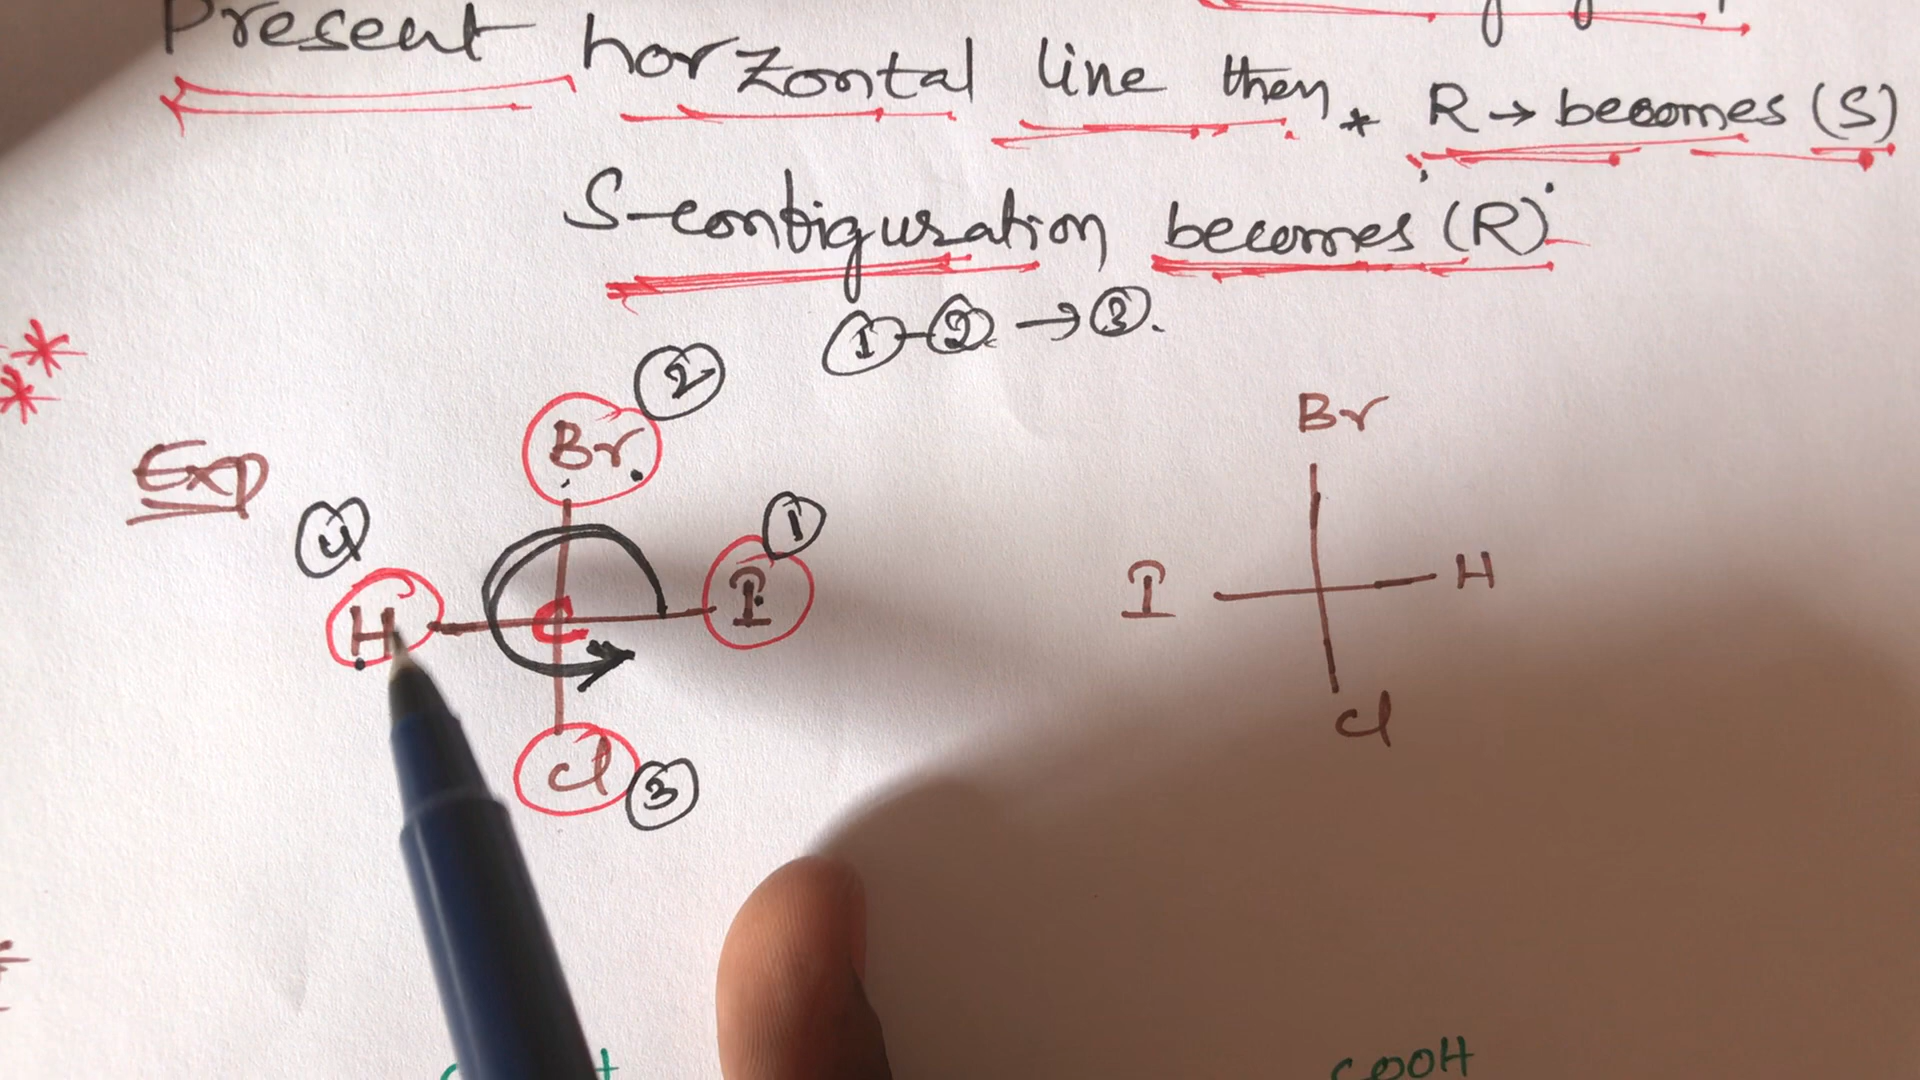 Present horzontal line then * R → becomes (S)
S-configuration becomes (R)
① - ② → ③.
Exp
② Br
④ H C I ①
Cl ③
Br
I H
Cl
COOH